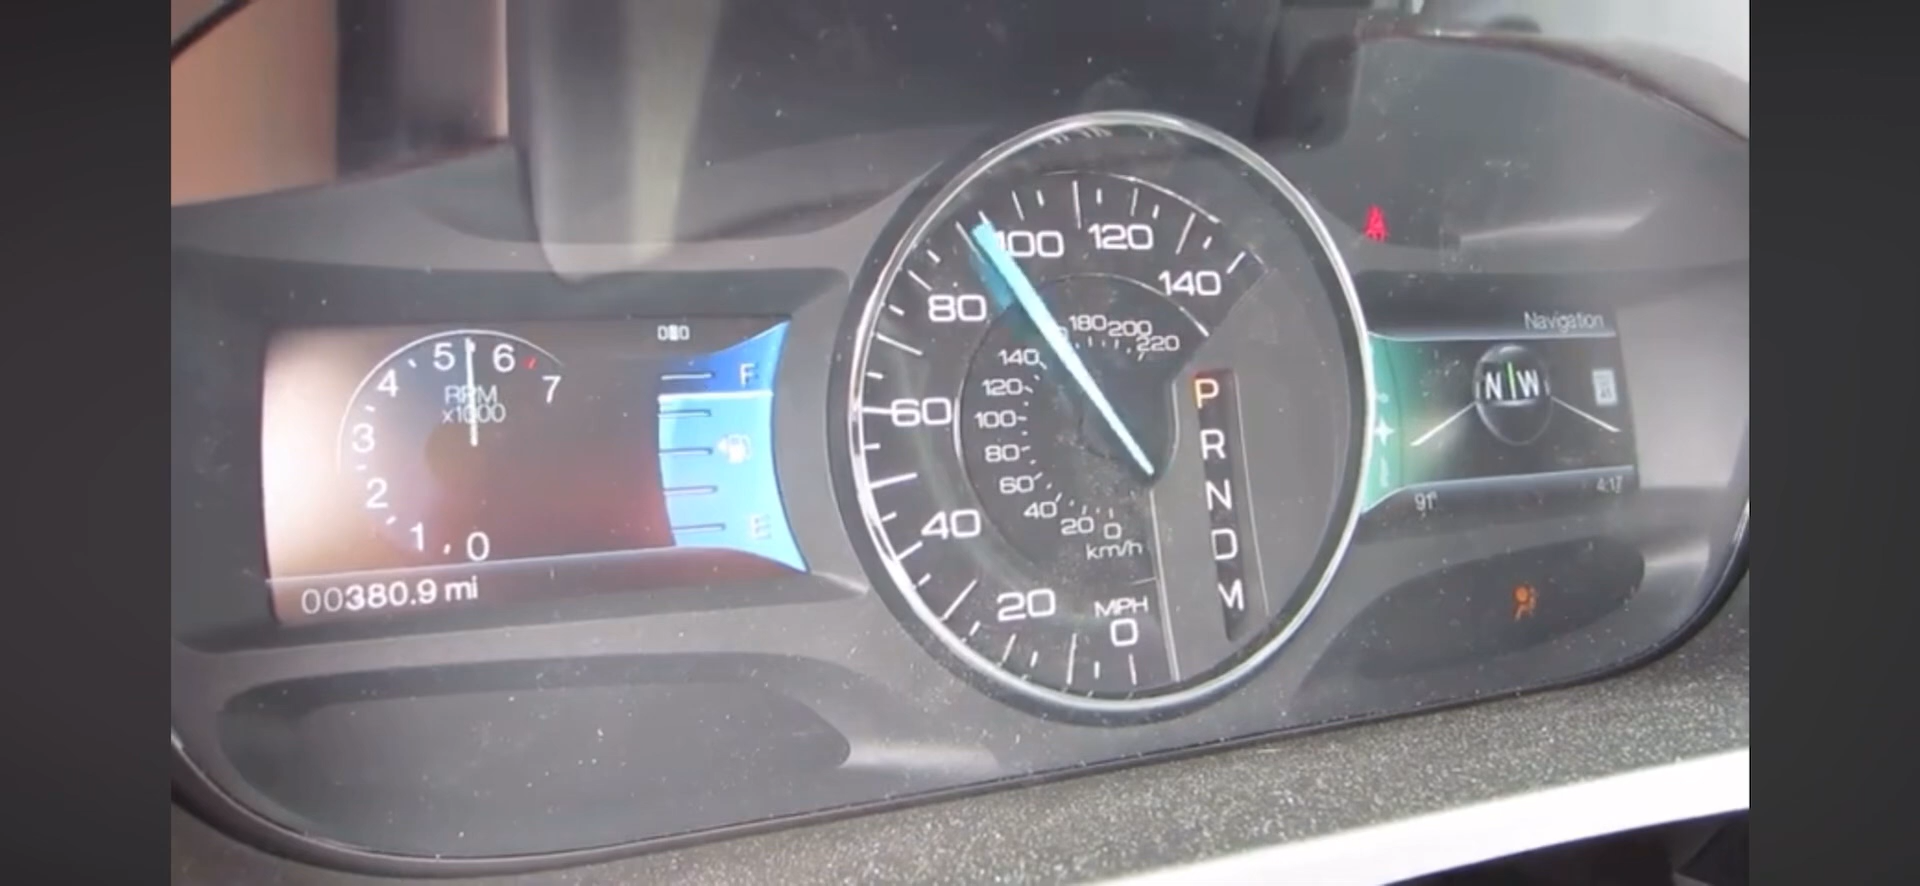 5 6
4 7
RPM
x1000
3
2
1 0
00380.9 mi
F
E
100 120
80 140
60
40
20 MPH
0
180 200
140 220
120
100
80
60
40 20 0
km/h
P
R
N
D
M
Navigation
N W
91° 4:17